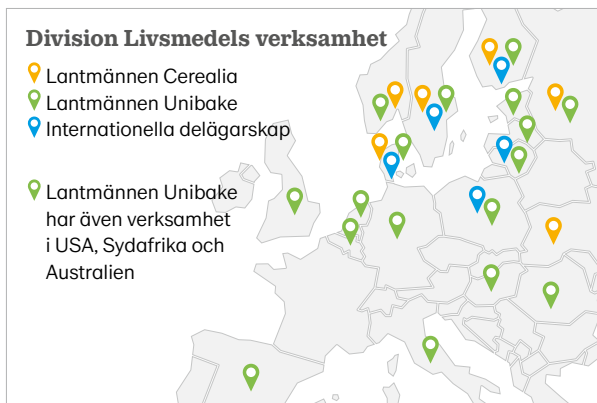 Division Livsmedels verksamhet
Lantmännen Cerealia
Lantmännen Unibake
Internationella delägarskap
Lantmännen Unibake
har även verksamhet
i USA, Sydafrika och
Australien